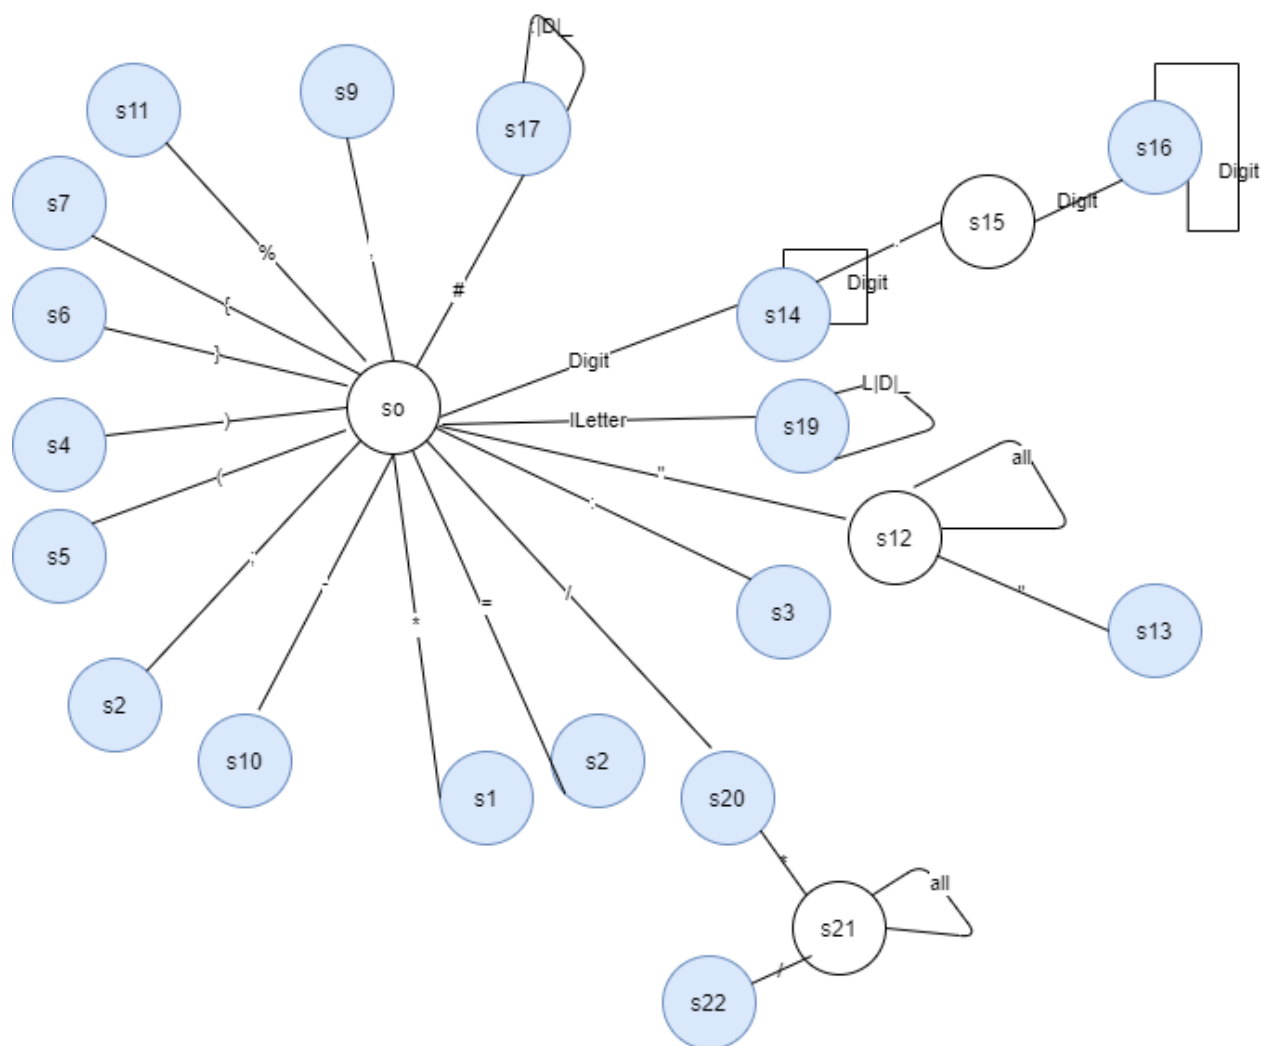 |D|_
s9
s11
s17
s16
Digit
s7
Digit
s15
.
%
,
{
#
Digit
s14
s6
}
Digit
L|D|_
so
)
lLetter
s19
s4
all
"
(
:
s12
s5
;
-
/
"
=
*
s3
s13
s2
s10
s2
s1
s20
*
all
s21
/
s22